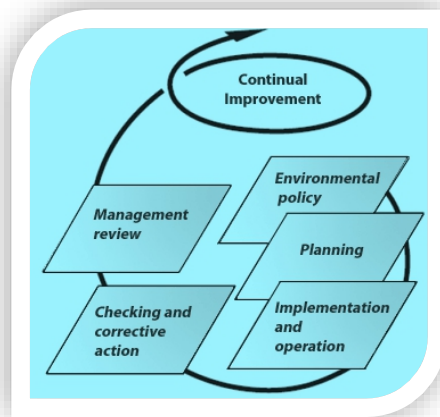 Continual
Improvement
Environmental
policy
Planning
Implementation
and
operation
Checking and
corrective
action
Management
review